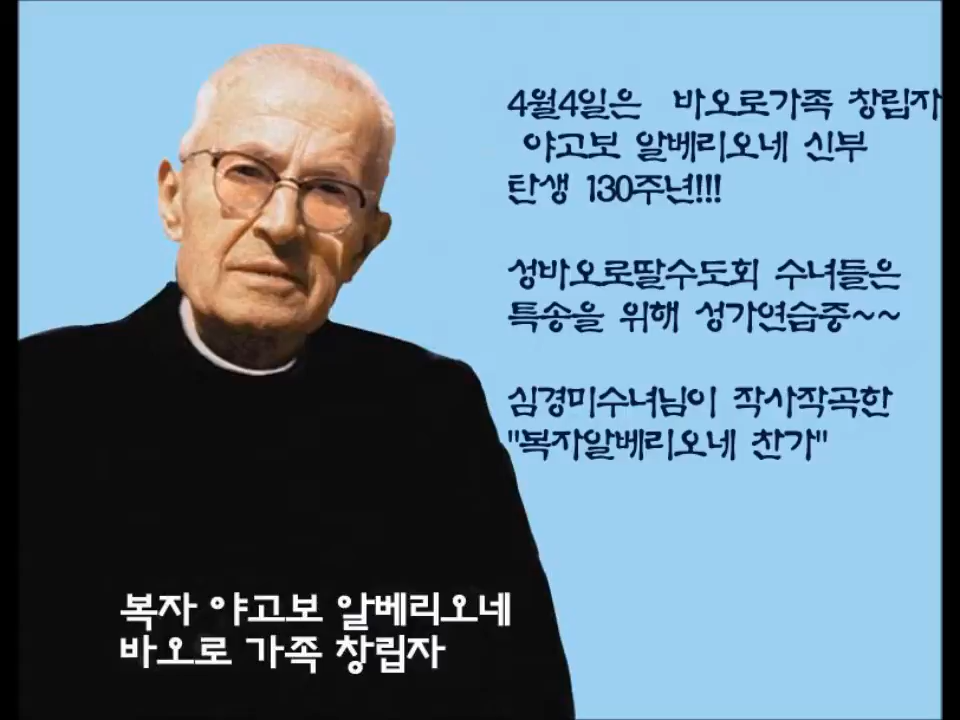 4월4일은 바오로가족 창립자
야고보 알베리오네 신부
탄생 130주년!!!
성바오로딸수도회 수녀들은
특송을 위해 성가연습중~~
심경미수녀님이 작사작곡한
"복자알베리오네 찬가"
복자 야고보 알베리오네
바오로 가족 창립자